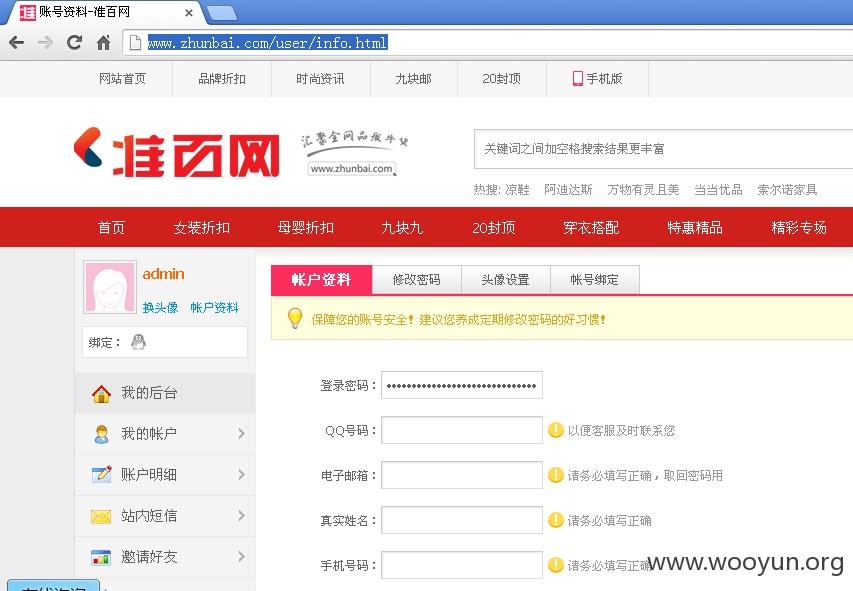 账号资料-准百网
www.zhunbai.com/user/info.html
网站首页 品牌折扣 时尚资讯 九块邮 20封顶 手机版
准百网
汇聚全网品质牛货
www.zhunbai.com
关键词之间加空格搜索结果更丰富
热搜: 凉鞋 阿迪达斯 万物有灵且美 当当优品 索尔诺家具
首页 女装折扣 母婴折扣 九块九 20封顶 穿衣搭配 特惠精品 精彩专场
admin
换头像 帐户资料
绑定：
我的后台
我的帐户
账户明细
站内短信
邀请好友
在线咨询
帐户资料 修改密码 头像设置 帐号绑定
保障您的账号安全！建议您养成定期修改密码的好习惯！
登录密码：
QQ号码： 以便客服及时联系您
电子邮箱： 请务必填写正确，取回密码用
真实姓名： 请务必填写正确
手机号码： 请务必填写正确
www.wooyun.org